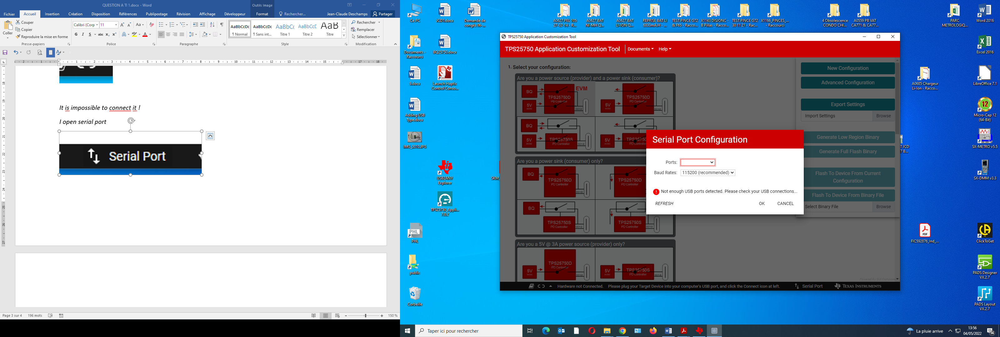 QUESTION A TI 1.docx - Word
Outils Image
Fichier
Accueil
Insertion
Création
Disposition
Références
Publipostage
Révision
Affichage
Développeur
Format
Rechercher...
Jean-Claude Deschamps
Partager
Coller
Couper
Copier
Reproduire la mise en forme
Presse-papiers
Calibri (Corp
11
Police
Paragraphe
AaBbCcDc
¶ Normal
AaBbCcDc
¶ Sans int...
AaBbCc
Titre 1
AaBbCcC
Titre 2
AaB
Titre
Style
Rechercher
Remplacer
Sélectionner
Modification
It is impossible to connect it !
I open serial port
Serial Port
Page 3 sur 4
196 mots
150 %
Ce PC
JCD1.docx
Demande de
congés 06-...
Documents -
Raccourci
BQ25750.docx
9.docx
Launch Haptic
Control Conso...
Adding USB
Type.docx
IMG_0010.JPG
USB2ANY
Explorer
TPS25750_Appli...
7.0.2
PHL
PHL
public
Corbeille
A0627 PEL 105
27-02-14 - R...
A0627 BAT
NI-MH Q...
A0627 BAT
LI-ION Q...
REPRISE BAT LI
6800mA.H - ...
TEST PINCE G72
& F65 - Racco...
X1143 DISJONC -
B Pillas - Racco...
TEST PINCE G72
30 11 21 - Rac...
X1166_PINCES_...
- Raccourci
4 Obsolescence
CONDO CHI...
A0559 PB VAT
CA771 & CA77...
PARC
METROLOGIQ...
Word 2016
Excel 2016
A0685 Chargeur
Li-Ion - Racco...
LibreOffice 7.1
12
Micro-Cap 12
(64-Bit)
SX-METRO v5.5
SX-DMM v3.3
PDF
FIC592876_Ind_...
ClickToGet
PADS Designer
VX.2.7
PADS Layout
VX.2.7
TPS25750 Application Customization Tool
TPS25750 Application Customization Tool
Documents
Help
1. Select your configuration:
Are you a power source (provider) and a power sink (consumer)?
BQ
TPS25750D
PD Controller
EVM
5V
5V
TPS25750D
PD Controller
BQ
5V
TPS25750S
PD Controller
5V
Are you a power sink (consumer) only?
BQ
TPS25750D
PD Controller
BQ
TPS25750S
PD Controller
TPS25750S
PD Controller
Are you a 5V @ 3A power source (provider) only?
5V
TPS25750D
PD Controller
5V
TPS25750S
PD Controller
New Configuration
Advanced Configuration
Export Settings
Import Settings
Browse
Generate Low Region Binary
Generate Full Flash Binary
Flash To Device From Current
Configuration
Flash To Device From Binary File
Select Binary File
Browse
Serial Port Configuration
Ports:
Baud Rates:
115200 (recommended)
Not enough USB ports detected. Please check your USB connections...
REFRESH
OK
CANCEL
Hardware not Connected.
Please plug your Target Device into your computer's USB port, and click the Connect icon at left.
Serial Port
TEXAS INSTRUMENTS
Taper ici pour rechercher
La pluie arrive
13:56
04/05/2022
14